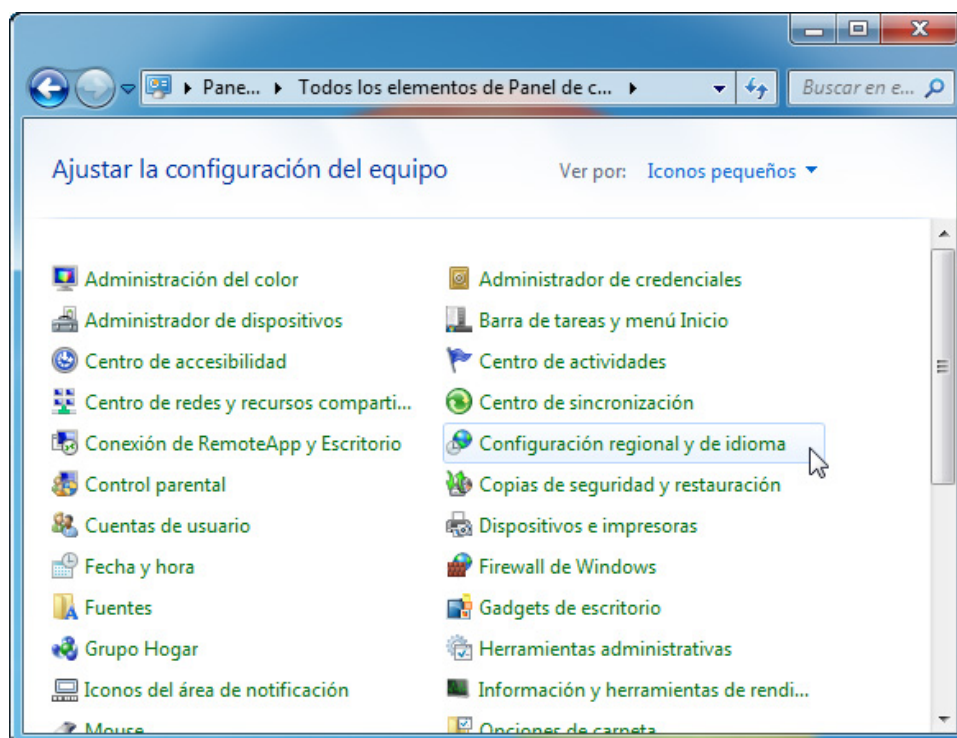 Pane... Todos los elementos de Panel de c... Buscar en e...
Ajustar la configuración del equipo Ver por: Iconos pequeños
Administración del color Administrador de credenciales
Administrador de dispositivos Barra de tareas y menú Inicio
Centro de accesibilidad Centro de actividades
Centro de redes y recursos comparti... Centro de sincronización
Conexión de RemoteApp y Escritorio Configuración regional y de idioma
Control parental Copias de seguridad y restauración
Cuentas de usuario Dispositivos e impresoras
Fecha y hora Firewall de Windows
Fuentes Gadgets de escritorio
Grupo Hogar Herramientas administrativas
Iconos del área de notificación Información y herramientas de rendi...
Mouse Opciones de carpeta